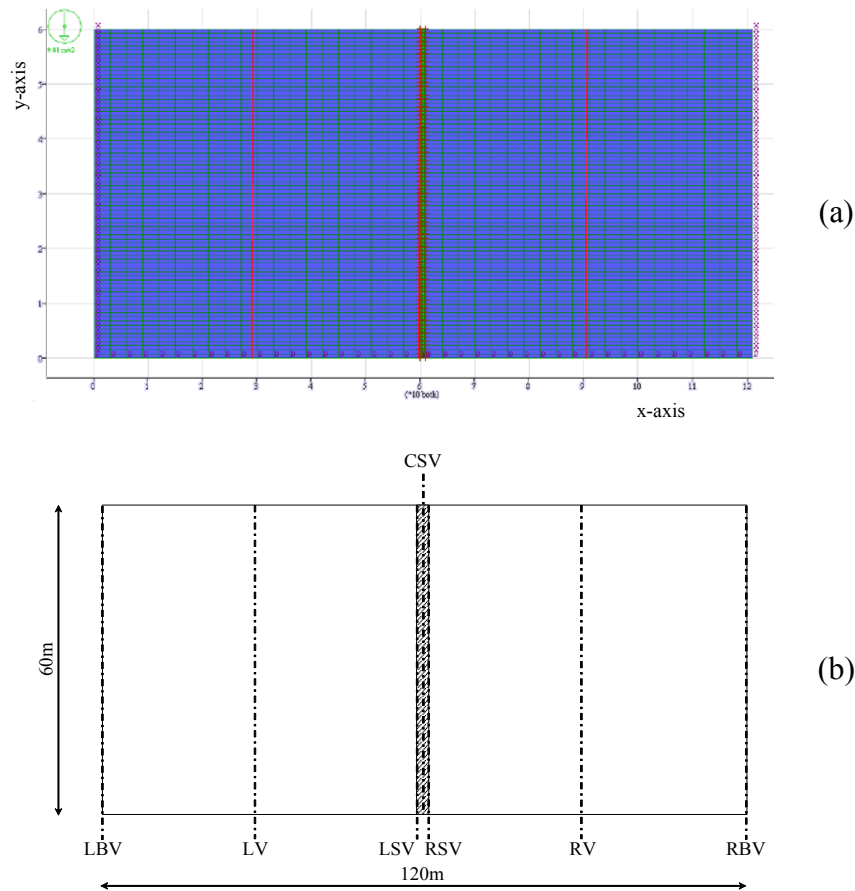 9.81 m/s2
y-axis
6
5
4
3
2
1
0
0 1 2 3 4 5 6 7 8 9 10 11 12
(*10 both)
x-axis
(a)
CSV
60m
(b)
LBV LV LSV RSV RV RBV
120m